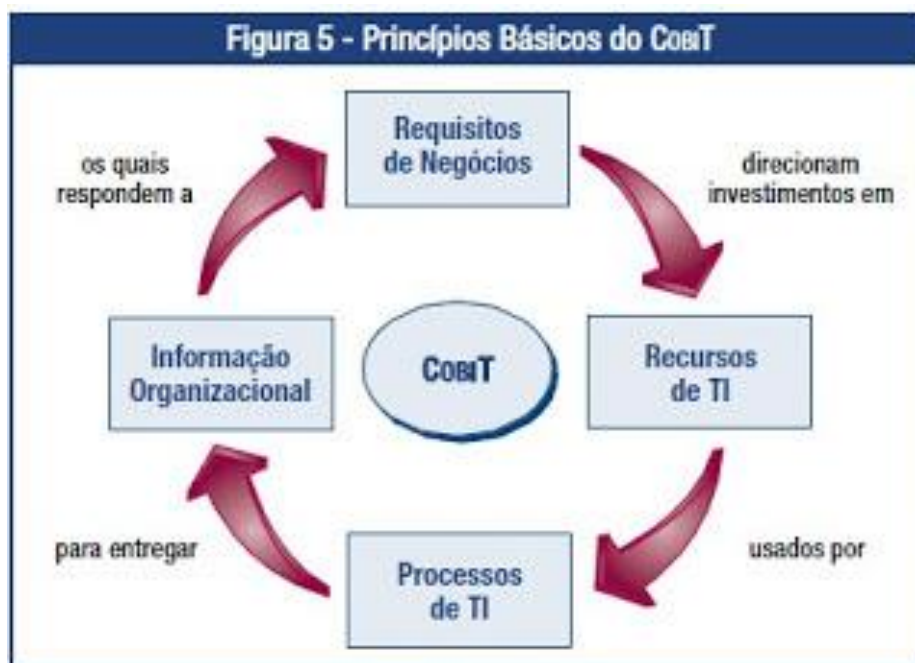 Figura 5 - Princípios Básicos do COBIT
Requisitos
de Negócios
direcionam
investimentos em
Recursos
de TI
usados por
Processos
de TI
para entregar
Informação
Organizacional
os quais
respondem a
COBIT